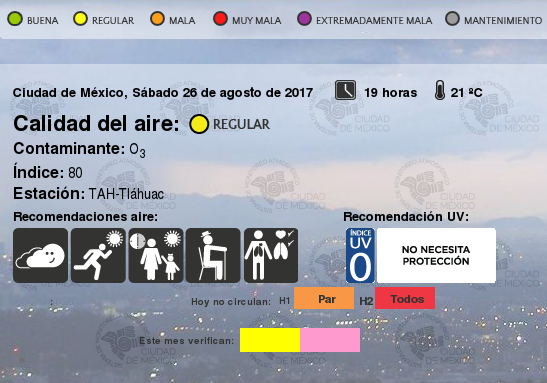 BUENA REGULAR MALA MUY MALA EXTREMADAMENTE MALA MANTENIMIENTO
Ciudad de México, Sábado 26 de agosto de 2017 19 horas 21 ºC
Calidad del aire: REGULAR
Contaminante: O3
Índice: 80
Estación: TAH-Tláhuac
Recomendaciones aire: Recomendación UV:
ÍNDICE
UV
0
NO NECESITA
PROTECCIÓN
:
Hoy no circulan: H1 Par H2 Todos
Este mes verifican:
CIUDAD
DE MÉXICO